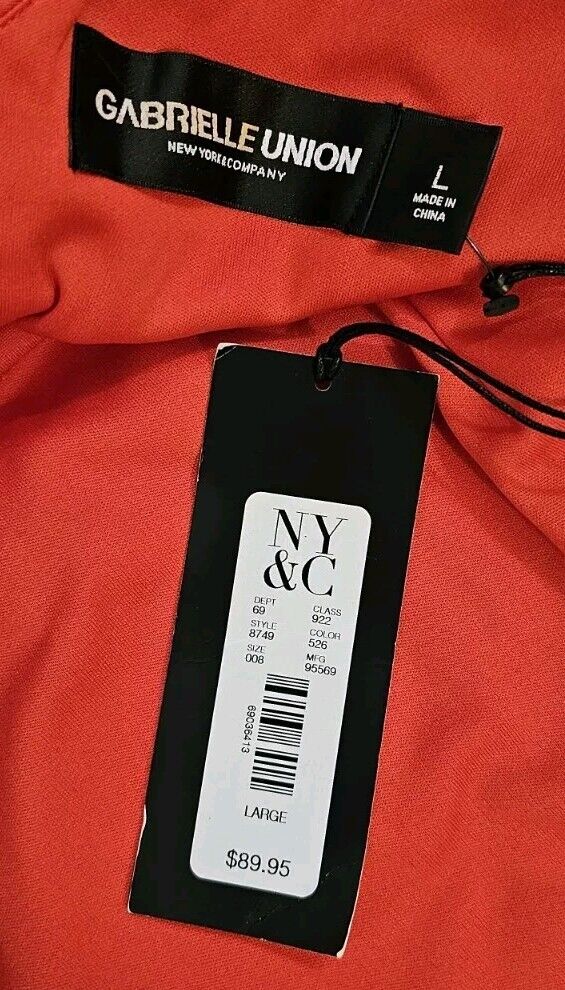 GABRIELLE UNION
NEW YORK&COMPANY
L
MADE IN
CHINA
NY
&C
DEPT CLASS
69 922
STYLE COLOR
8749 526
SIZE MFG
008 95569
69036413
LARGE
$89.95